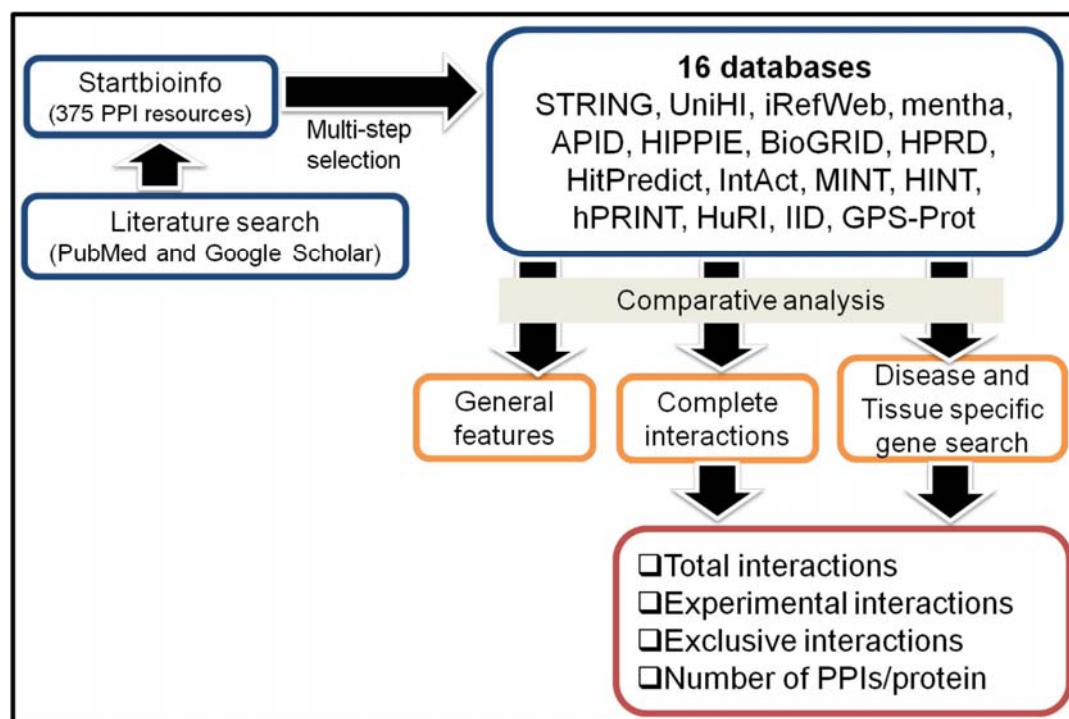 Startbioinfo
(375 PPI resources)
Multi-step
selection
Literature search
(PubMed and Google Scholar)
16 databases
STRING, UniHI, iRefWeb, mentha,
APID, HIPPIE, BioGRID, HPRD,
HitPredict, IntAct, MINT, HINT,
hPRINT, HuRI, IID, GPS-Prot
Comparative analysis
General
features
Complete
interactions
Disease and
Tissue specific
gene search
❑Total interactions
❑Experimental interactions
❑Exclusive interactions
❑Number of PPIs/protein